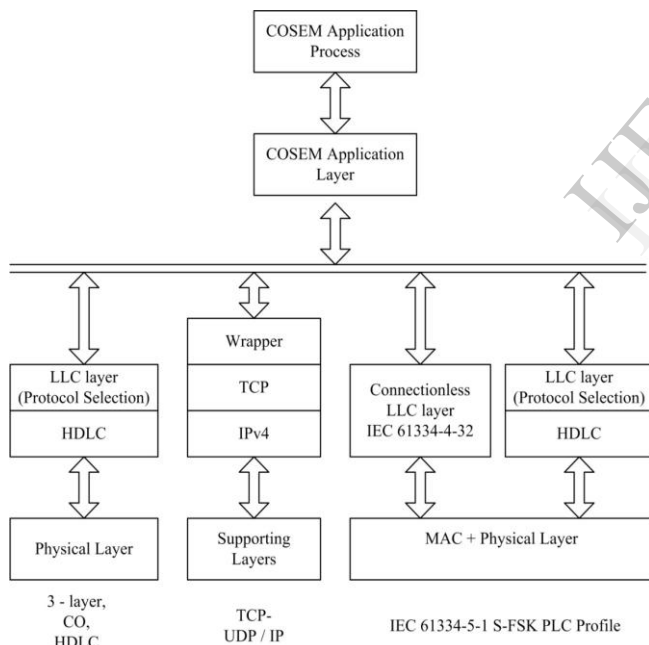 COSEM Application
Process
COSEM Application
Layer
Wrapper
LLC layer
(Protocol Selection)
TCP
Connectionless
LLC layer
IEC 61334-4-32
LLC layer
(Protocol Selection)
HDLC
IPv4
HDLC
Physical Layer
Supporting
Layers
MAC + Physical Layer
3 - layer,
CO,
HDLC
TCP-
UDP / IP
IEC 61334-5-1 S-FSK PLC Profile